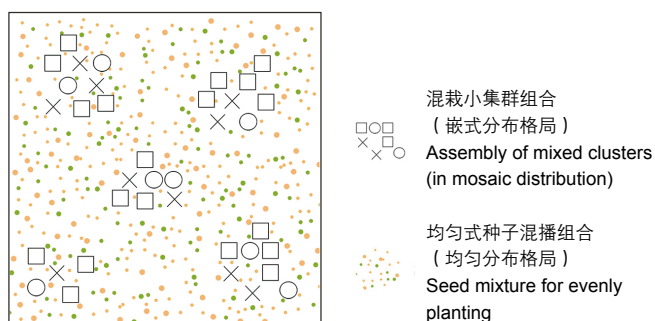 混栽小集群组合
（嵌式分布格局）
Assembly of mixed clusters
(in mosaic distribution)
均匀式种子混播组合
（均匀分布格局）
Seed mixture for evenly
planting